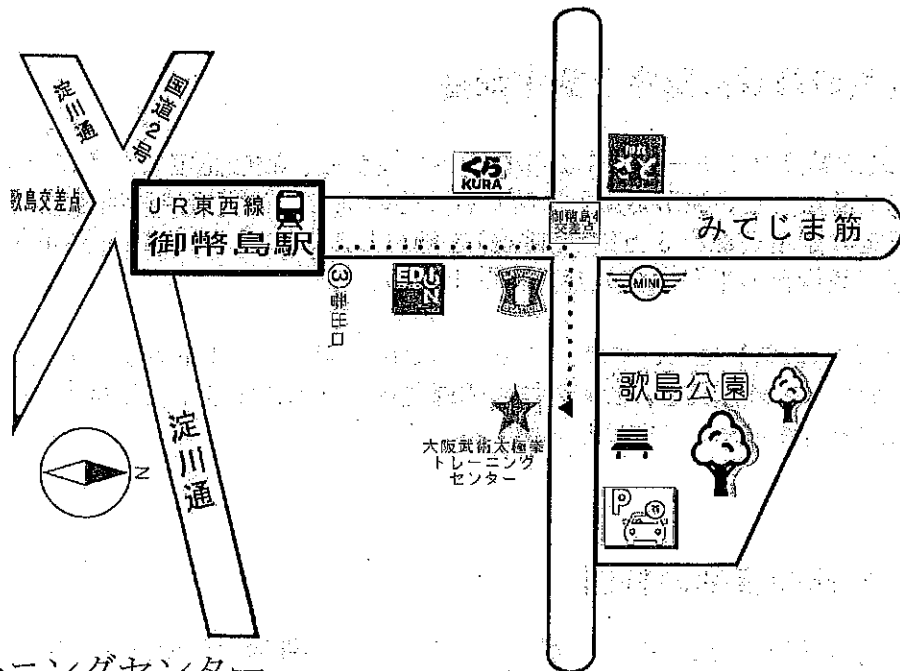 淀川通
国道2号
歌島交差点
JR東西線
御幣島駅
くら
KURA
御幣島4
交差点
みてじま筋
③番出口
EDION
MINI
歌島公園
大阪武術太極拳
トレーニング
センター
P
淀川通
N
ーニングセンター